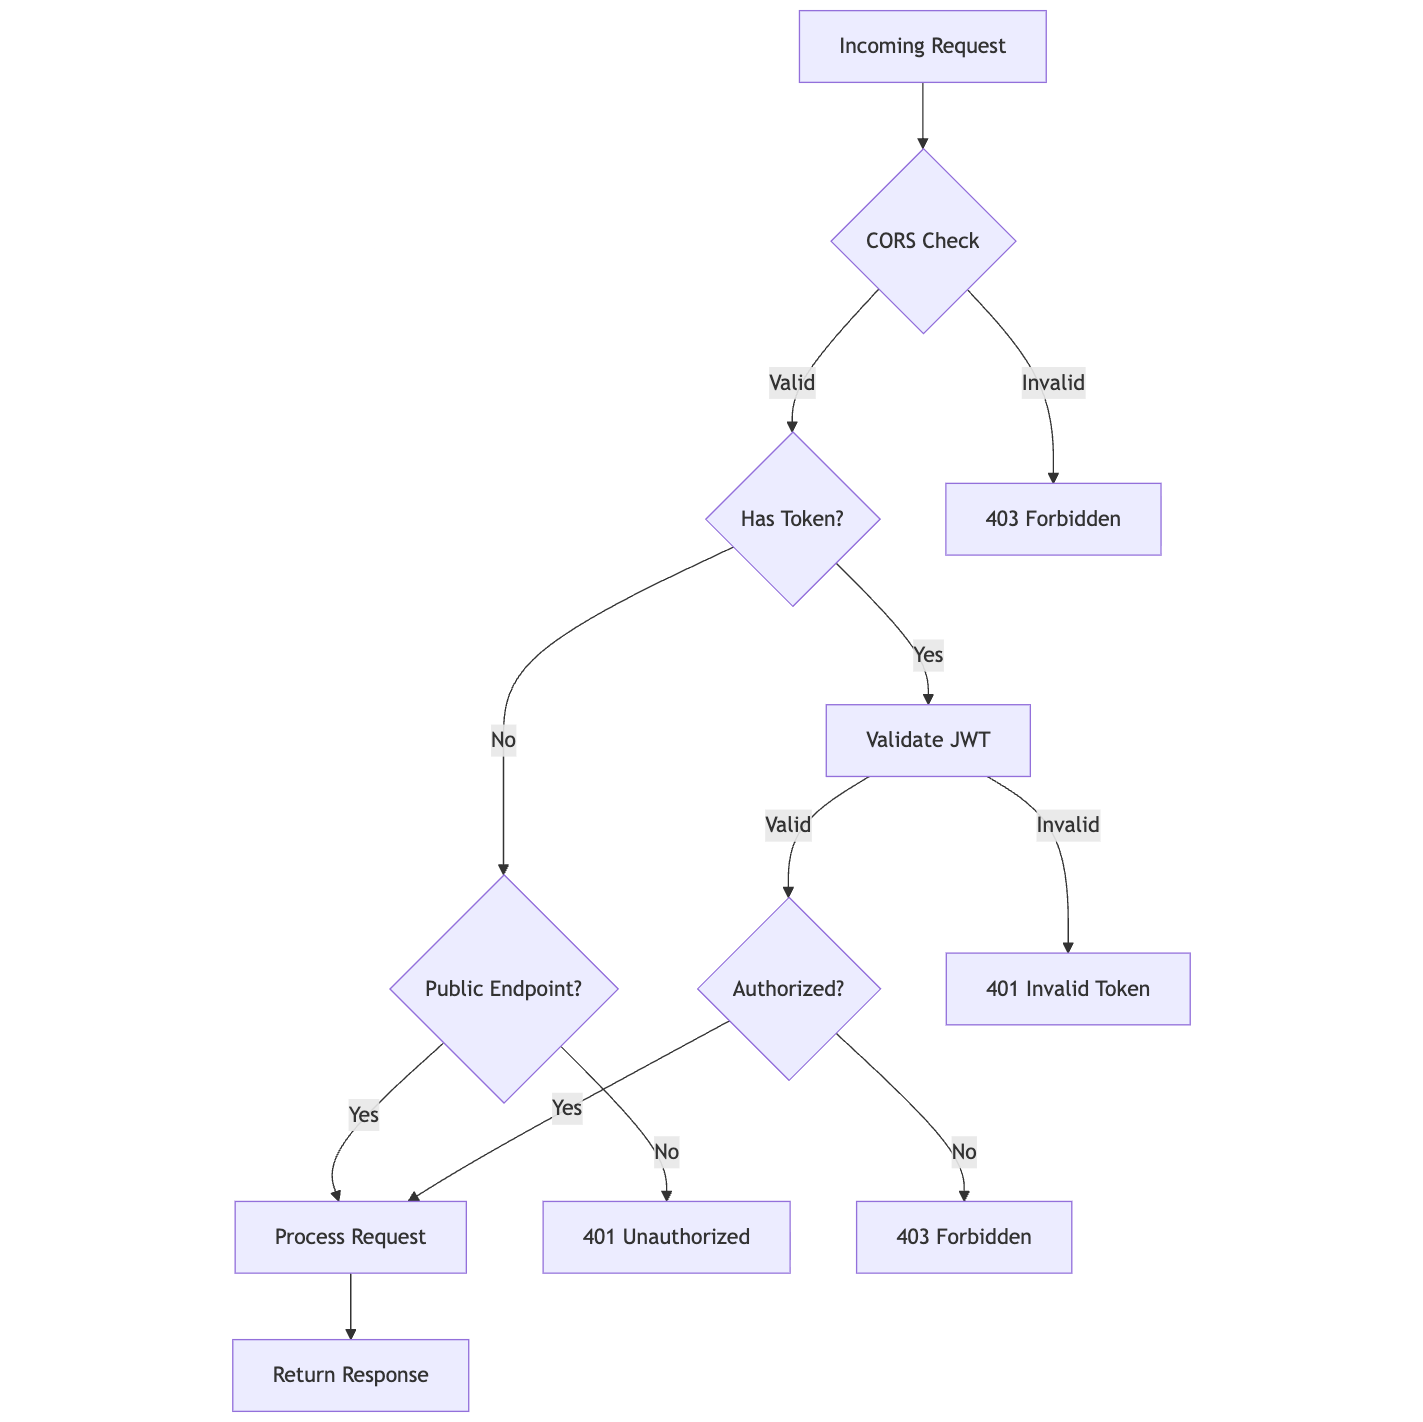 Incoming Request
CORS Check
Valid
Invalid
Has Token?
403 Forbidden
Yes
No
Validate JWT
Valid
Invalid
Public Endpoint?
Authorized?
401 Invalid Token
Yes
Yes
No
No
Process Request
401 Unauthorized
403 Forbidden
Return Response